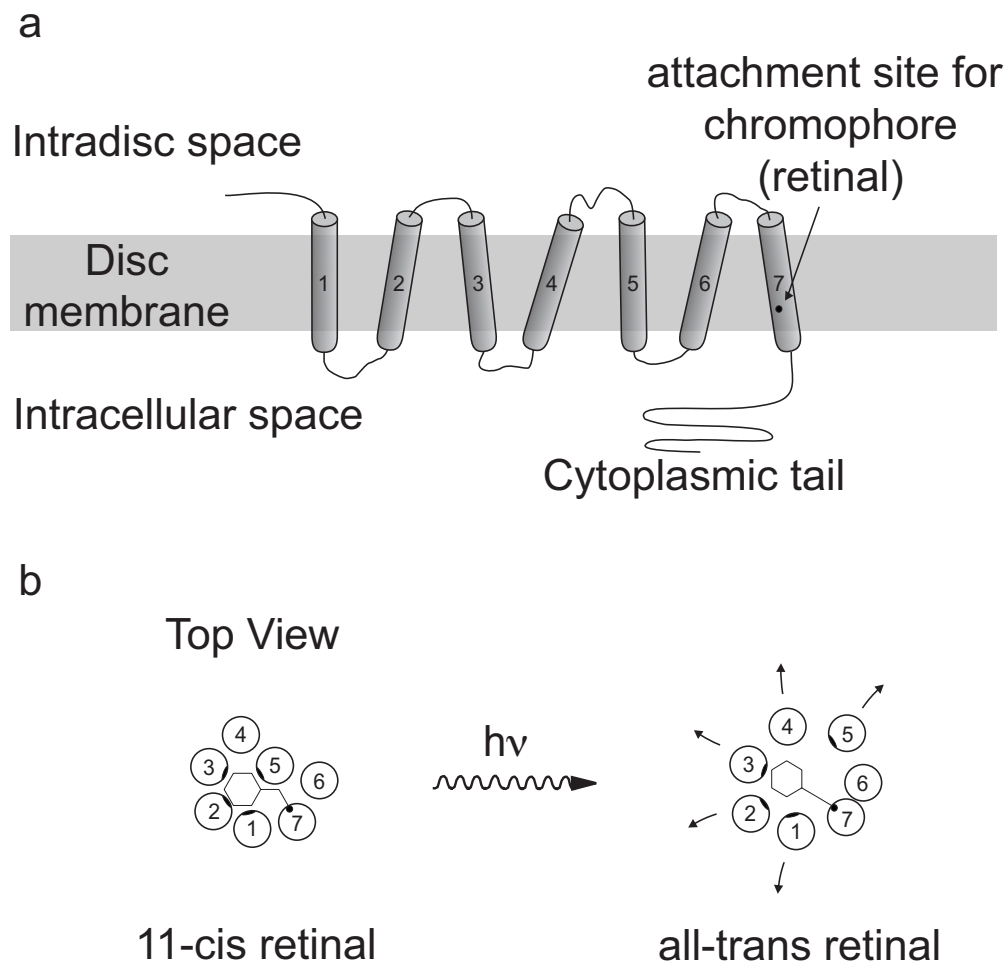 a
attachment site for
chromophore
(retinal)
Intradisc space
Disc
membrane
1 2 3 4 5 6 7
Intracellular space
Cytoplasmic tail
b
Top View
4
3 5 6
2 1 7
hν
4 5
3 6
2 1 7
11-cis retinal
all-trans retinal